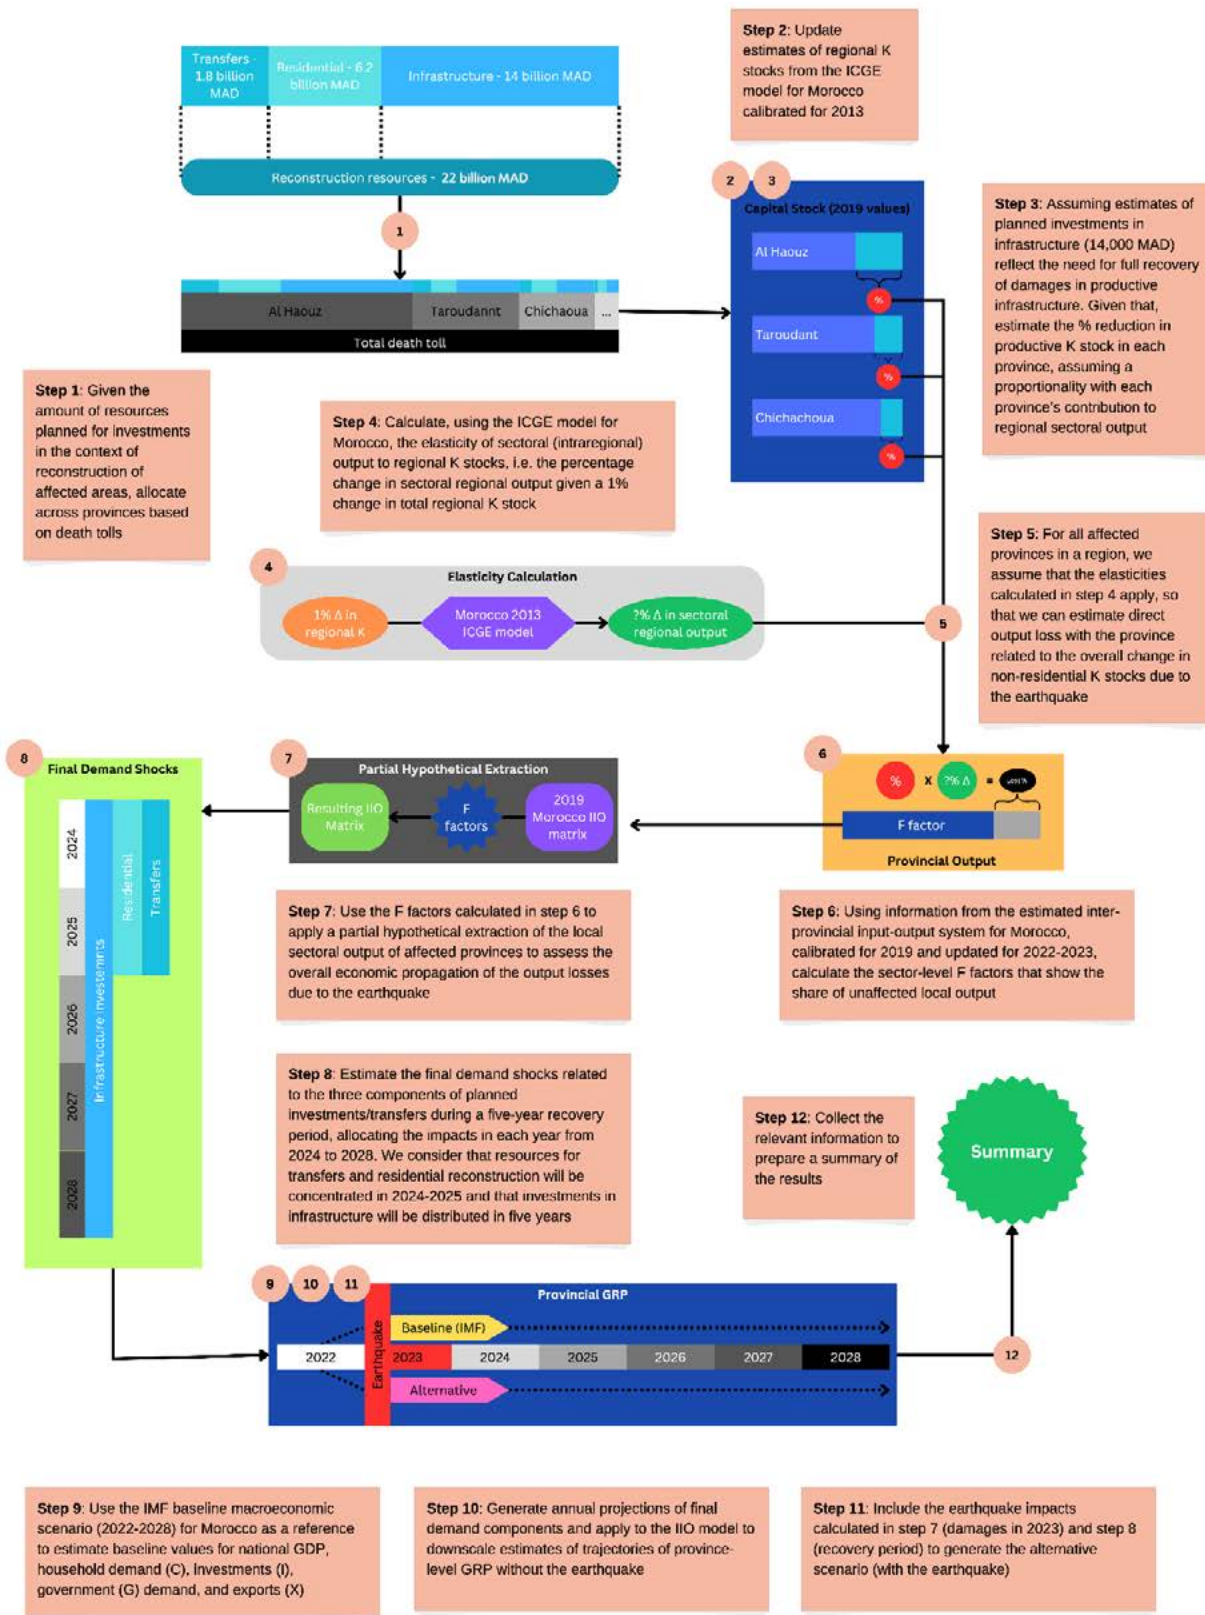 Transfers -
1.8 billion
MAD
Residential - 6.2
billion MAD
Infrastructure - 14 billion MAD
Reconstruction resources - 22 billion MAD
1
Al Haouz
Taroudannt
Chichaoua
...
Total death toll
Step 1: Given the
amount of resources
planned for investments
in the context of
reconstruction of
affected areas, allocate
across provinces based
on death tolls
Step 2: Update
estimates of regional K
stocks from the ICGE
model for Morocco
calibrated for 2013
2
3
Capital Stock (2019 values)
Al Haouz
%
Taroudant
%
Chichachoua
%
Step 3: Assuming estimates of
planned investments in
infrastructure (14,000 MAD)
reflect the need for full recovery
of damages in productive
infrastructure. Given that,
estimate the % reduction in
productive K stock in each
province, assuming a
proportionality with each
province's contribution to
regional sectoral output
Step 4: Calculate, using the ICGE model for
Morocco, the elasticity of sectoral (intraregional)
output to regional K stocks, i.e. the percentage
change in sectoral regional output given a 1%
change in total regional K stock
4
Elasticity Calculation
1% Δ in
regional K
Morocco 2013
ICGE model
?% Δ in sectoral
regional output
5
Step 5: For all affected
provinces in a region, we
assume that the elasticities
calculated in step 4 apply, so
that we can estimate direct
output loss with the province
related to the overall change in
non-residential K stocks due to
the earthquake
6
% X ?% Δ =
F factor
Provincial Output
Step 6: Using information from the estimated inter-
provincial input-output system for Morocco,
calibrated for 2019 and updated for 2022-2023,
calculate the sector-level F factors that show the
share of unaffected local output
7
Partial Hypothetical Extraction
Resulting IIO
Matrix
F
factors
2019
Morocco IIO
matrix
Step 7: Use the F factors calculated in step 6 to
apply a partial hypothetical extraction of the local
sectoral output of affected provinces to assess the
overall economic propagation of the output losses
due to the earthquake
8
Final Demand Shocks
2024
2025
2026
2027
2028
Infrastructure investemnts
Residential
Transfers
Step 8: Estimate the final demand shocks related
to the three components of planned
investments/transfers during a five-year recovery
period, allocating the impacts in each year from
2024 to 2028. We consider that resources for
transfers and residential reconstruction will be
concentrated in 2024-2025 and that investments in
infrastructure will be distributed in five years
Step 12: Collect the
relevant information to
prepare a summary of
the results
Summary
12
9
10
11
Provincial GRP
Earthquake
Baseline (IMF)
2022
2023
2024
2025
2026
2027
2028
Alternative
Step 9: Use the IMF baseline macroeconomic
scenario (2022-2028) for Morocco as a reference
to estimate baseline values for national GDP,
household demand (C), investments (I),
government (G) demand, and exports (X)
Step 10: Generate annual projections of final
demand components and apply to the IIO model to
downscale estimates of trajectories of province-
level GRP without the earthquake
Step 11: Include the earthquake impacts
calculated in step 7 (damages in 2023) and step 8
(recovery period) to generate the alternative
scenario (with the earthquake)